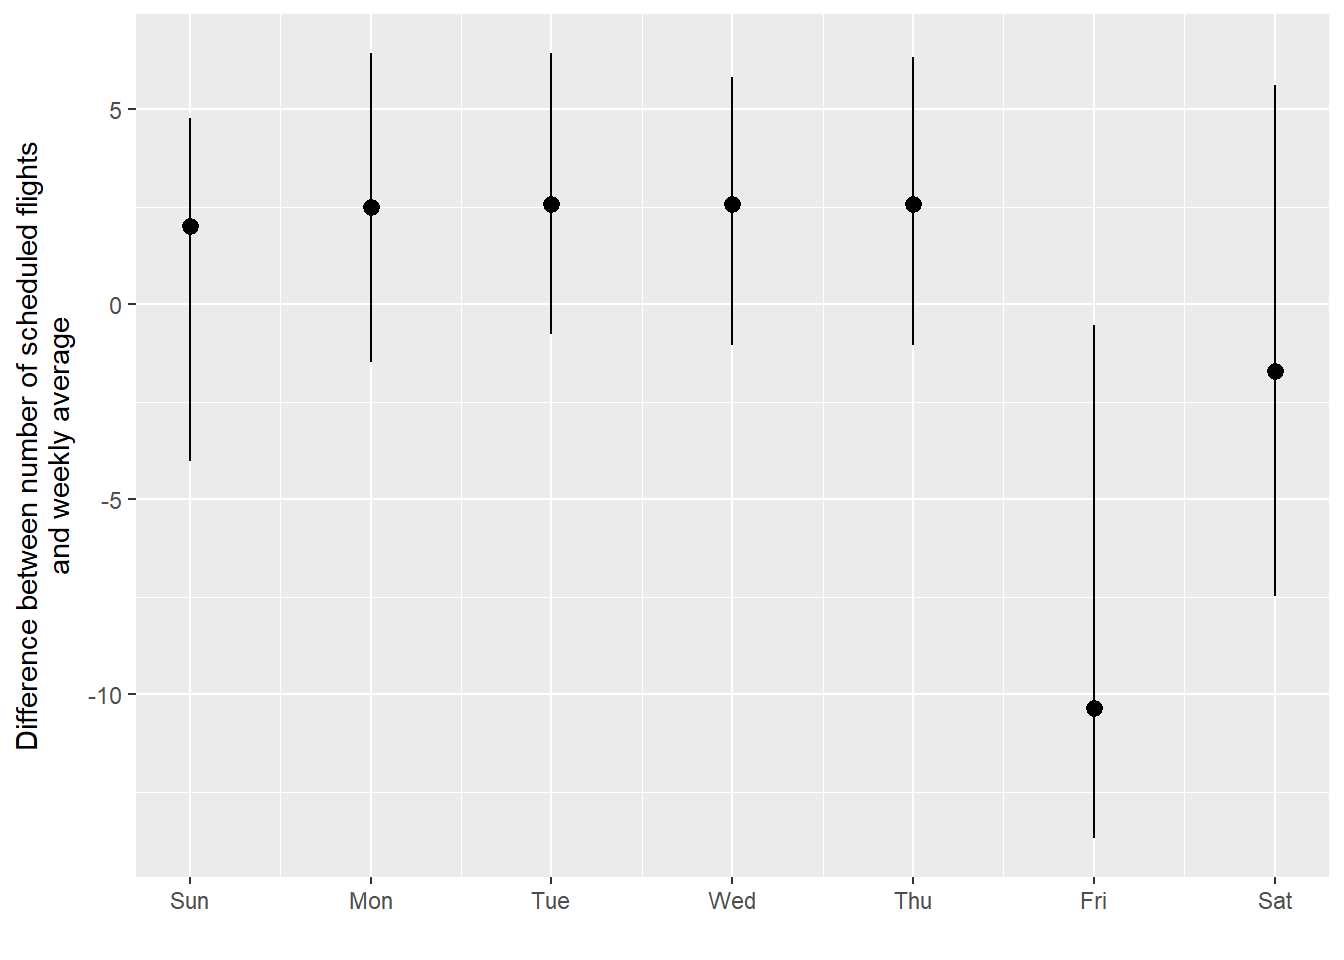 Difference between number of scheduled flights
and weekly average
5
0
-5
-10
Sun Mon Tue Wed Thu Fri Sat